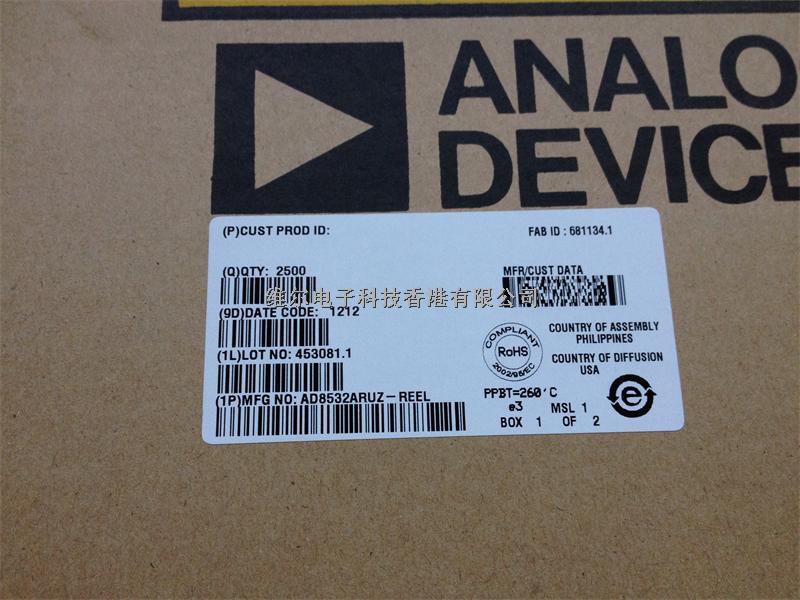 ANALO
DEVICE
(P)CUST PROD ID:
FAB ID : 681134.1
(Q)QTY: 2500
MFR/CUST DATA
维尔电子科技香港有限公司
(9D)DATE CODE: 1212
(1L)LOT NO: 453081.1
(1P)MFG NO: AD8532ARUZ-REEL
COMPLIANT
RoHS
2002/95/EC
COUNTRY OF ASSEMBLY
PHILIPPINES
COUNTRY OF DIFFUSION
USA
PPBT=260'C
e3 MSL 1
BOX 1 OF 2
e